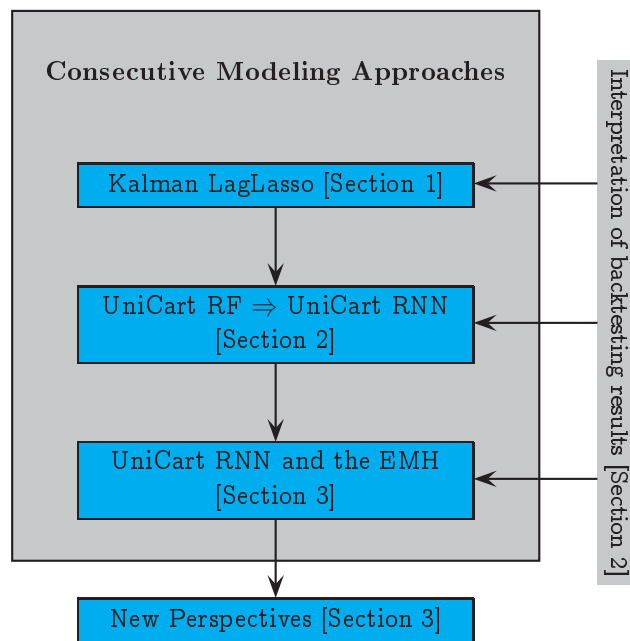 Consecutive Modeling Approaches
Kalman LagLasso [Section 1]
UniCart RF ⇒ UniCart RNN
[Section 2]
UniCart RNN and the EMH
[Section 3]
New Perspectives [Section 3]
Interpretation of backtesting results [Section 2]